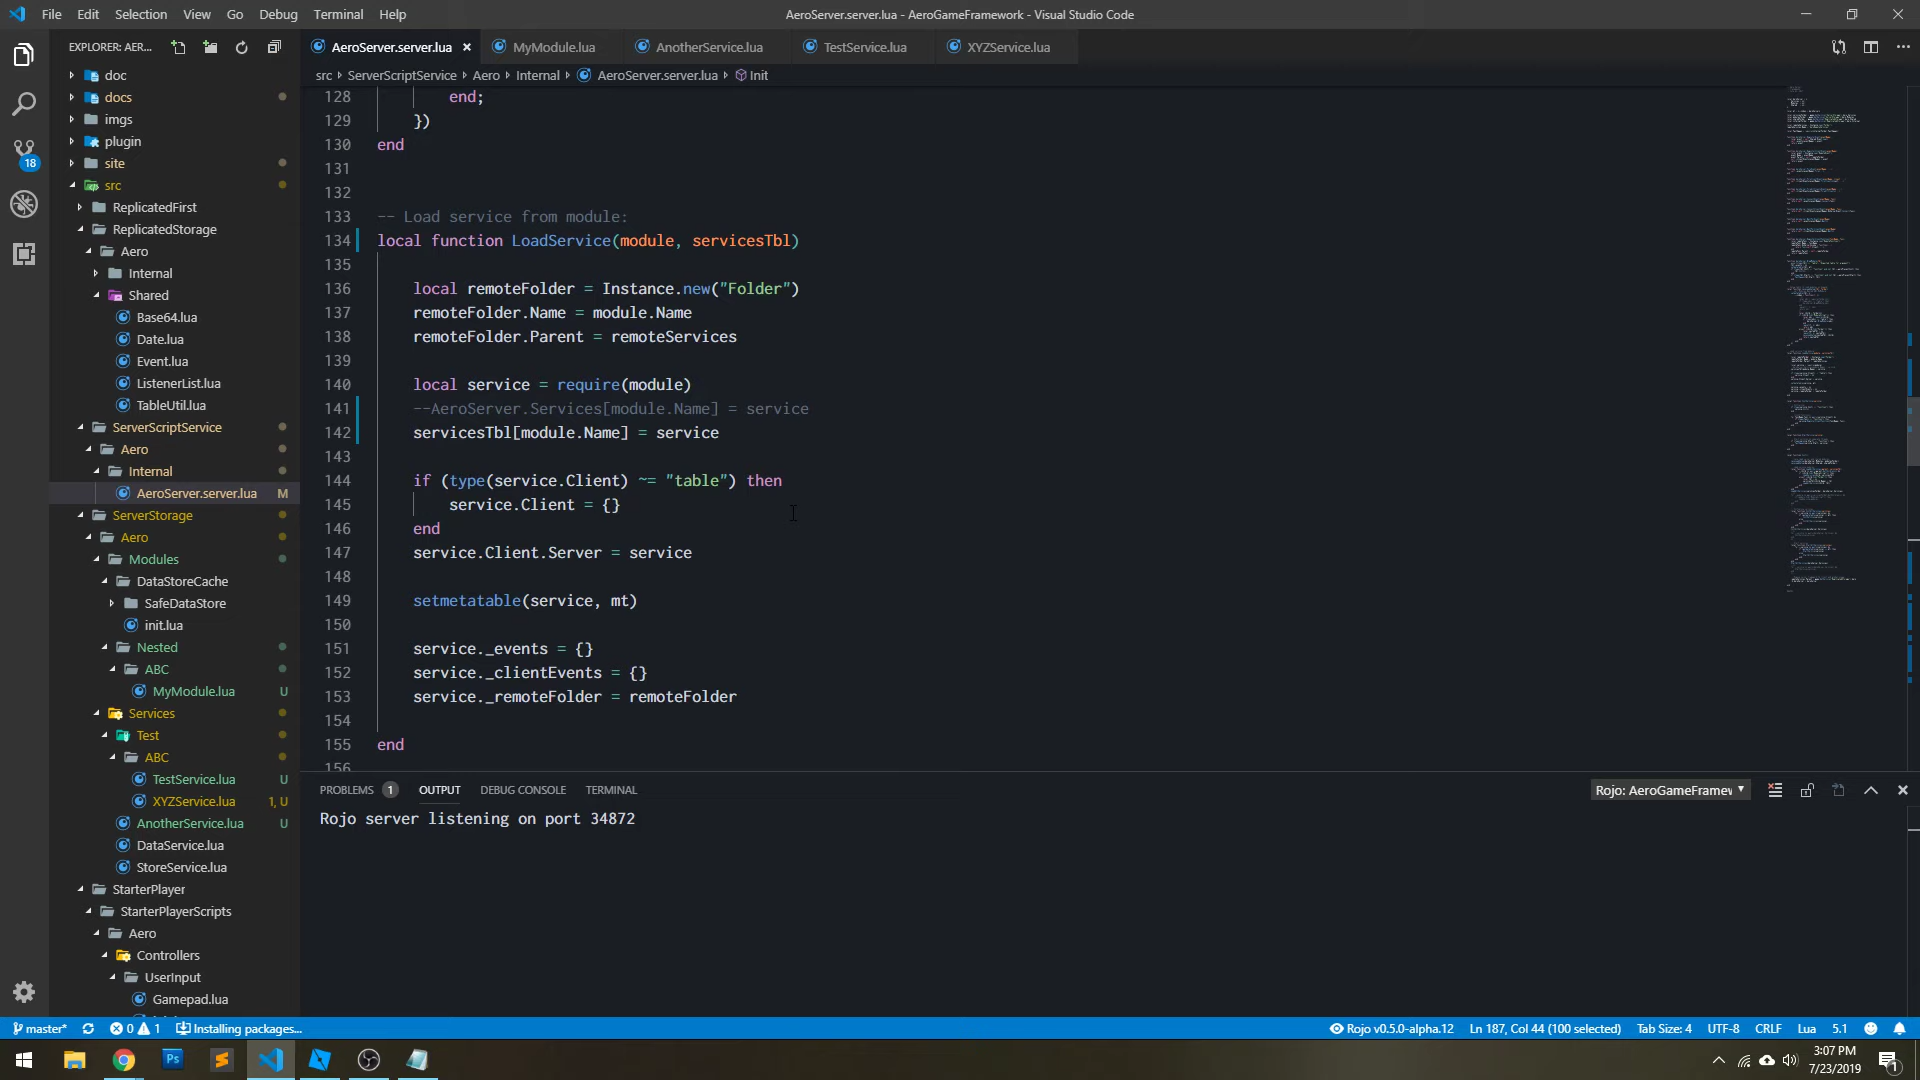 File Edit Selection View Go Debug Terminal Help
AeroServer.server.lua - AeroGameFramework - Visual Studio Code
EXPLORER: AER...
doc
docs
imgs
plugin
site
src
ReplicatedFirst
ReplicatedStorage
Aero
Internal
Shared
Base64.lua
Date.lua
Event.lua
ListenerList.lua
TableUtil.lua
ServerScriptService
Aero
Internal
AeroServer.server.lua M
ServerStorage
Aero
Modules
DataStoreCache
SafeDataStore
init.lua
Nested
ABC
MyModule.lua U
Services
Test
ABC
TestService.lua U
XYZService.lua 1, U
AnotherService.lua U
DataService.lua
StoreService.lua
StarterPlayer
StarterPlayerScripts
Aero
Controllers
UserInput
Gamepad.lua
18
AeroServer.server.lua MyModule.lua AnotherService.lua TestService.lua XYZService.lua
src ServerScriptService Aero Internal AeroServer.server.lua Init
128 end;
129 })
130 end
131
132
133 -- Load service from module:
134 local function LoadService(module, servicesTbl)
135
136 local remoteFolder = Instance.new("Folder")
137 remoteFolder.Name = module.Name
138 remoteFolder.Parent = remoteServices
139
140 local service = require(module)
141 --AeroServer.Services[module.Name] = service
142 servicesTbl[module.Name] = service
143
144 if (type(service.Client) ~= "table") then
145 service.Client = {}
146 end
147 service.Client.Server = service
148
149 setmetatable(service, mt)
150
151 service._events = {}
152 service._clientEvents = {}
153 service._remoteFolder = remoteFolder
154
155 end
156
PROBLEMS 1 OUTPUT DEBUG CONSOLE TERMINAL
Rojo: AeroGameFramew
Rojo server listening on port 34872
master* 0 1 Installing packages...
Rojo v0.5.0-alpha.12 Ln 187, Col 44 (100 selected) Tab Size: 4 UTF-8 CRLF Lua 5.1
Ps
3:07 PM
7/23/2019
1